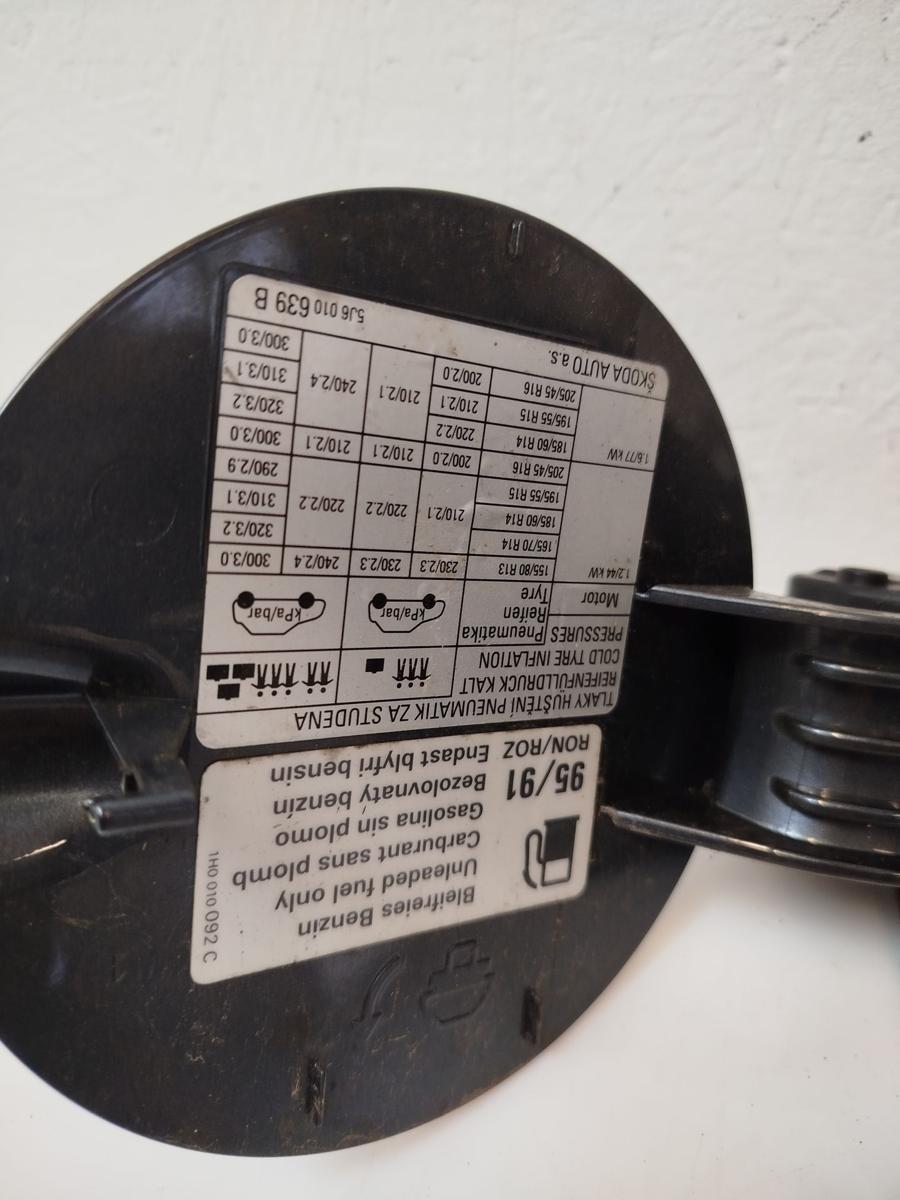 Bleifreies Benzin
Unleaded fuel only
Carburant sans plomb
Gasolina sin plomo
95/91 Bezolovnatý benzín
RON/ROZ Endast blyfri bensin
1H0 010 092 C
TLAKY HUŠTĚNÍ PNEUMATIK ZA STUDENA
REIFENFÜLLDRUCK KALT
COLD TYRE INFLATION
PRESSURES
Motor
Pneumatika
Reifen
Tyre
kPa/bar kPa/bar
1.2/44 kW 155/80 R13 230/2.3 230/2.3 240/2.4 300/3.0
165/70 R14 320/3.2
185/60 R14 210/2.1 220/2.2 220/2.2 310/3.1
195/55 R15 290/2.9
205/45 R16 200/2.0 210/2.1 210/2.1 300/3.0
1.6/77 kW 185/60 R14 220/2.2 320/3.2
195/55 R15 210/2.1 210/2.1 240/2.4 310/3.1
205/45 R16 200/2.0 300/3.0
ŠKODA AUTO a.s. 5J6 010 639 B